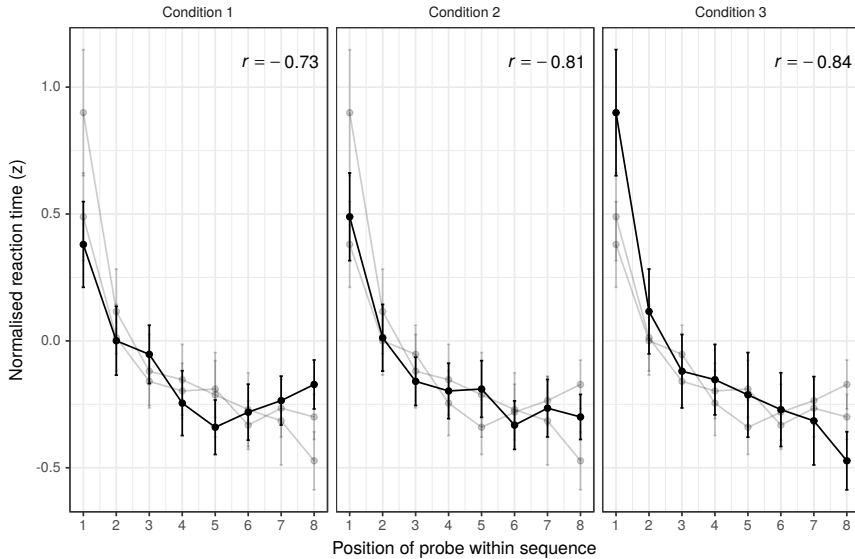 Condition 1
Condition 2
Condition 3
r = − 0.73
r = − 0.81
r = − 0.84
Normalised reaction time (z)
1.0
0.5
0.0
-0.5
1 2 3 4 5 6 7 8
1 2 3 4 5 6 7 8
1 2 3 4 5 6 7 8
Position of probe within sequence